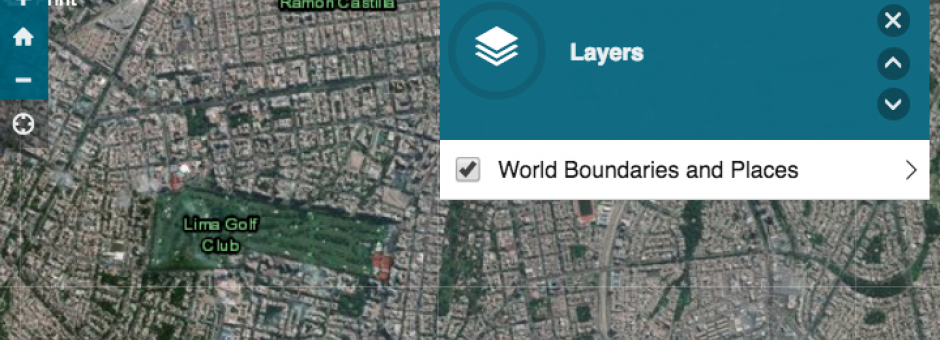 Ramon Castilla
Layers
World Boundaries and Places
Lima Golf
Club